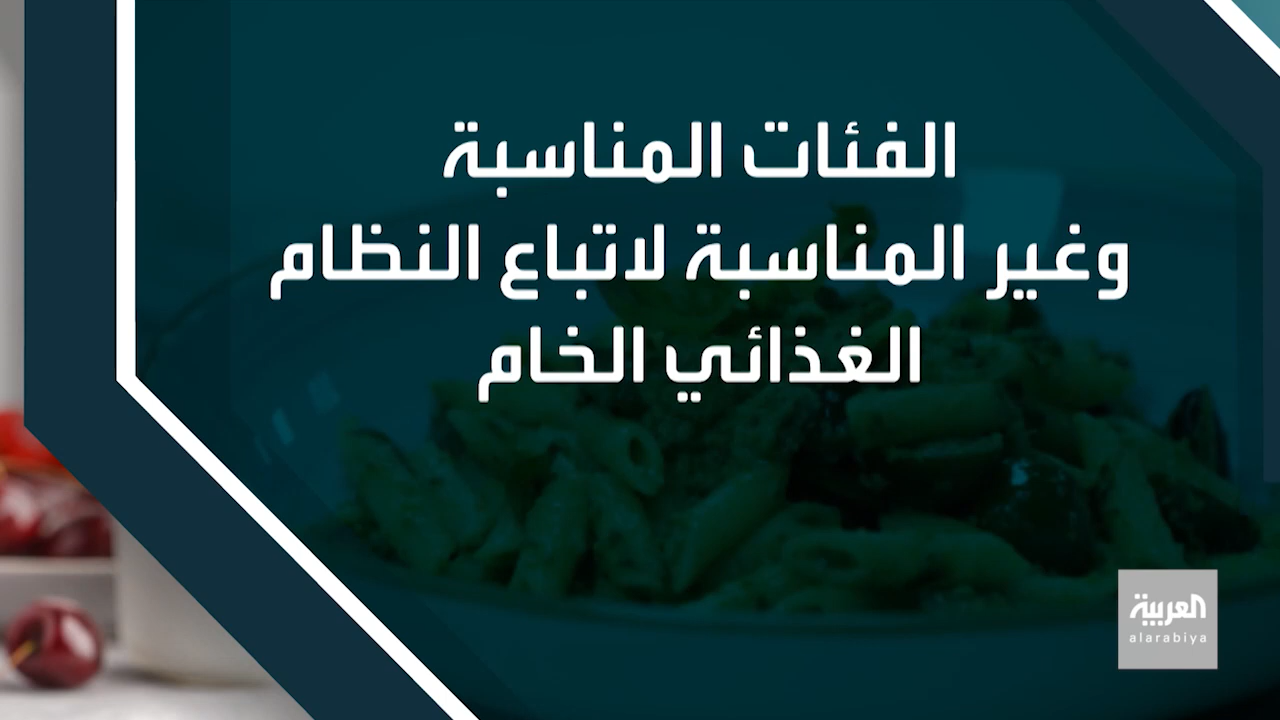 الفئات المناسبة
وغير المناسبة لاتباع النظام
الغذائي الخام
العربية
alarabiya